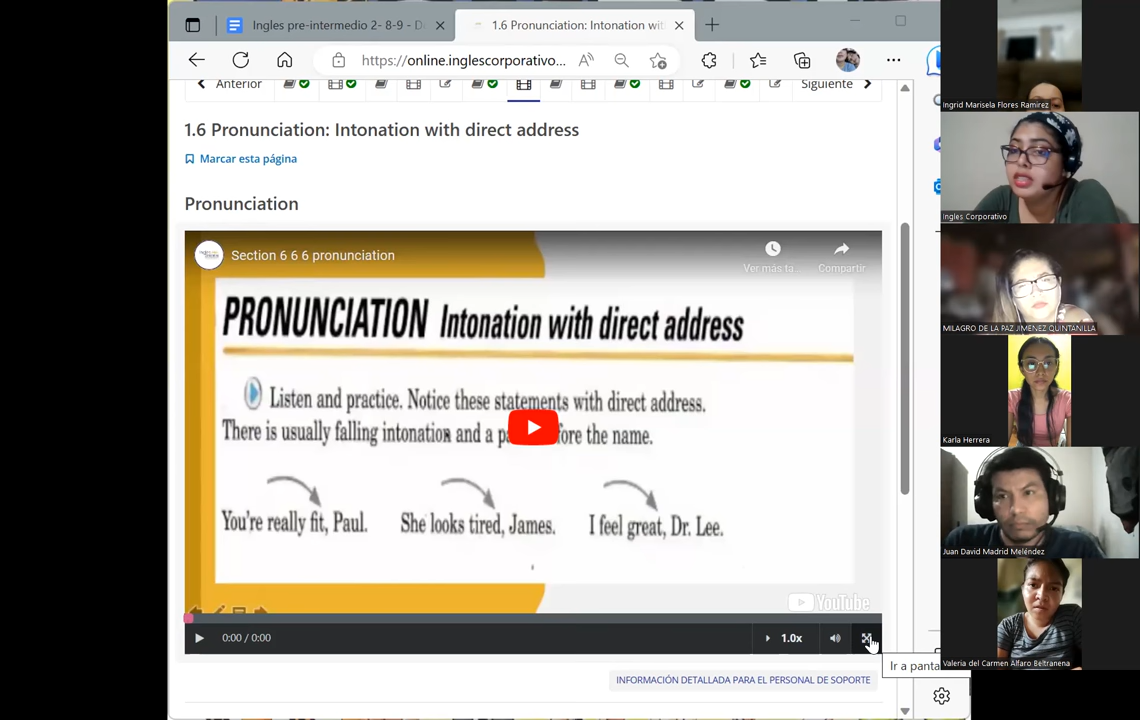 Ingles pre-intermedio 2- 8-9 - D
1.6 Pronunciation: Intonation wit
https://online.inglescorporativo...
Anterior
Siguiente
1.6 Pronunciation: Intonation with direct address
Marcar esta página
Pronunciation
Section 6 6 6 pronunciation
Ver más ta...
Compartir
PRONUNCIATION Intonation with direct address
Listen and practice. Notice these statements with direct address.
There is usually falling intonation and a p fore the name.
You're really fit, Paul. She looks tired, James. I feel great, Dr. Lee.
YouTube
0:00 / 0:00
1.0x
Ir a panta
INFORMACIÓN DETALLADA PARA EL PERSONAL DE SOPORTE
Ingrid Marisela Flores Ramirez
Ingles Corporativo
MILAGRO DE LA PAZ JIMENEZ QUINTANILLA
Karla Herrera
Juan David Madrid Meléndez
Valeria del Carmen Alfaro Beltranena